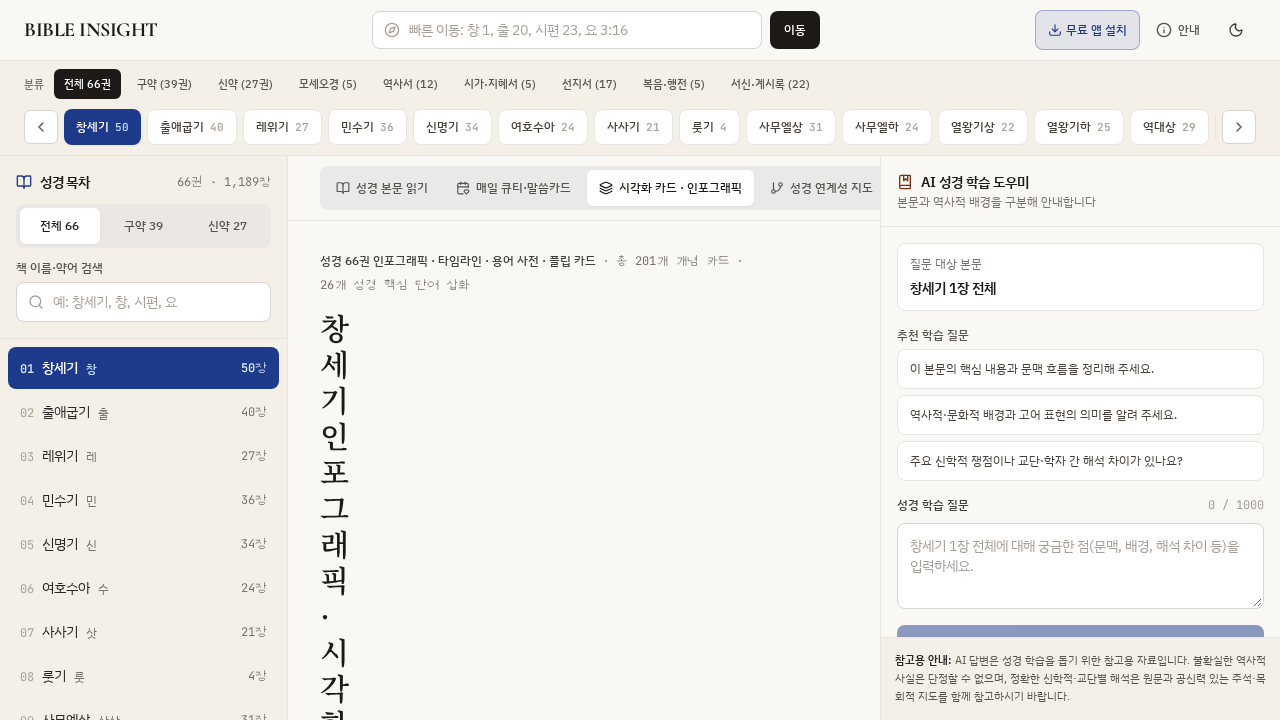 BIBLE INSIGHT
빠른 이동: 창 1, 출 20, 시편 23, 요 3:16
이동
무료 앱 설치
안내
분류 전체 66권 구약 (39권) 신약 (27권) 모세오경 (5) 역사서 (12) 시가·지혜서 (5) 선지서 (17) 복음·행전 (5) 서신·계시록 (22)
창세기 50 출애굽기 40 레위기 27 민수기 36 신명기 34 여호수아 24 사사기 21 룻기 4 사무엘상 31 사무엘하 24 열왕기상 22 열왕기하 25 역대상 29
성경 목차 66권 · 1,189장
전체 66 구약 39 신약 27
책 이름·약어 검색
예: 창세기, 창, 시편, 요
01 창세기 창 50장
02 출애굽기 출 40장
03 레위기 레 27장
04 민수기 민 36장
05 신명기 신 34장
06 여호수아 수 24장
07 사사기 삿 21장
08 룻기 룻 4장
09 사무엘상 삼상 31장
성경 본문 읽기 매일 큐티·말씀카드 시각화 카드 · 인포그래픽 성경 연계성 지도
성경 66권 인포그래픽 · 타임라인 · 용어 사전 · 플립 카드 · 총 201개 개념 카드 ·
26개 성경 핵심 단어 삽화
창
세
기인
포
그
래
픽
·
시
각
화
AI 성경 학습 도우미
본문과 역사적 배경을 구분해 안내합니다
질문 대상 본문
창세기 1장 전체
추천 학습 질문
이 본문의 핵심 내용과 문맥 흐름을 정리해 주세요.
역사적·문화적 배경과 고어 표현의 의미를 알려 주세요.
주요 신학적 쟁점이나 교단·학자 간 해석 차이가 있나요?
성경 학습 질문 0 / 1000
창세기 1장 전체에 대해 궁금한 점(문맥, 배경, 해석 차이 등)을
입력하세요.
참고용 안내: AI 답변은 성경 학습을 돕기 위한 참고용 자료입니다. 불확실한 역사적
사실은 단정할 수 없으며, 정확한 신학적·교단별 해석은 원문과 공신력 있는 주석·목
회적 지도를 함께 참고하시기 바랍니다.